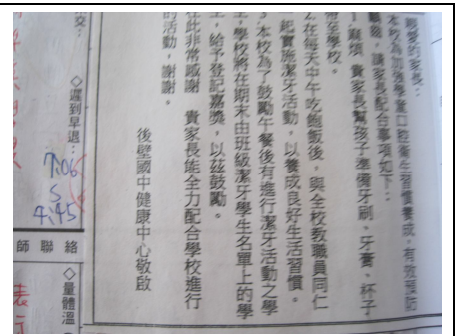 親愛的家長：
本校為加強學童口腔衛生習慣養成，有效預防
請家長配合事項如下：
1. 麻煩 貴家長幫孩子準備牙刷、牙膏、杯子
帶至學校。
2.在每天中午吃飽飯後，與全校教職員同仁
起實施潔牙活動，以養成良好生活習慣。
3.本校為了鼓勵午餐後有進行潔牙活動之學
生,學校將在期末由班級潔牙學生名單上的學
生，給予登記嘉獎，以茲鼓勵。
在此非常感謝 貴家長能全力配合學校進行
的活動，謝謝。
後壁國中健康中心敬啟
交：
◇遲到早退：
7:06
S
4:45
師聯絡
◇量體溫
表示